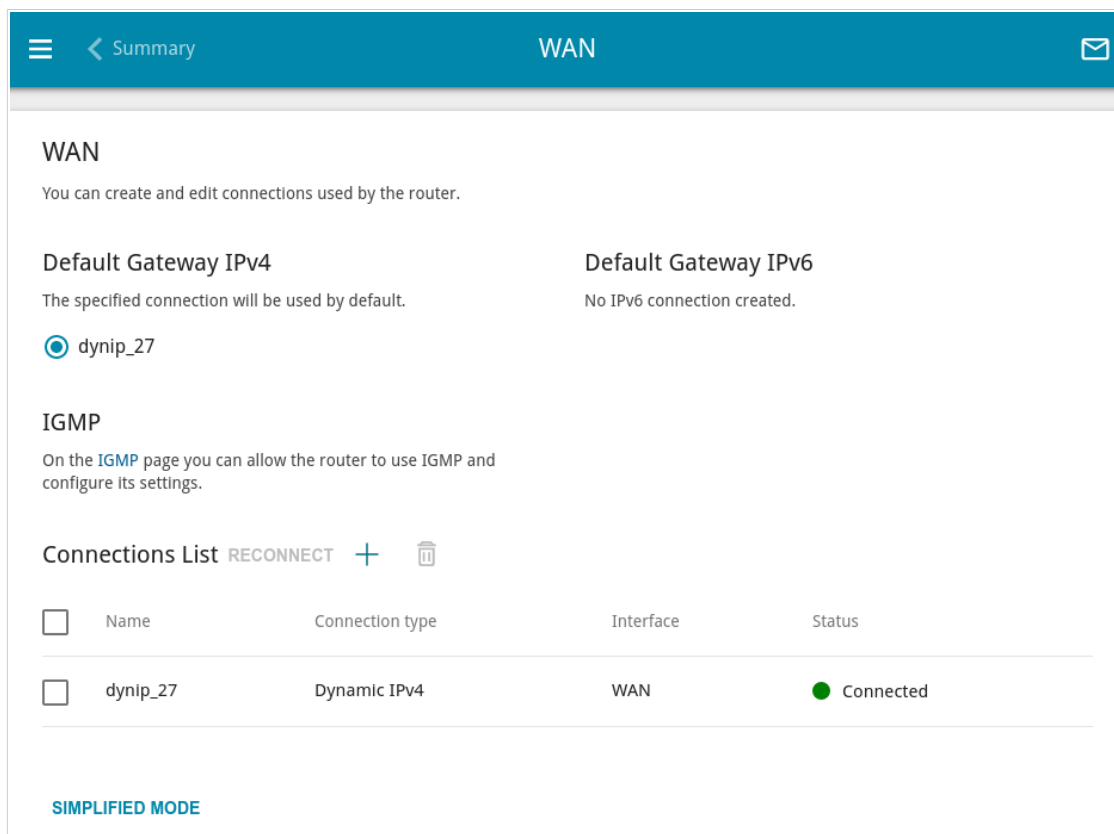 Summary
WAN
WAN
You can create and edit connections used by the router.
Default Gateway IPv4
The specified connection will be used by default.
dynip_27
Default Gateway IPv6
No IPv6 connection created.
IGMP
On the IGMP page you can allow the router to use IGMP and
configure its settings.
Connections List RECONNECT
Name Connection type Interface Status
dynip_27 Dynamic IPv4 WAN Connected
SIMPLIFIED MODE